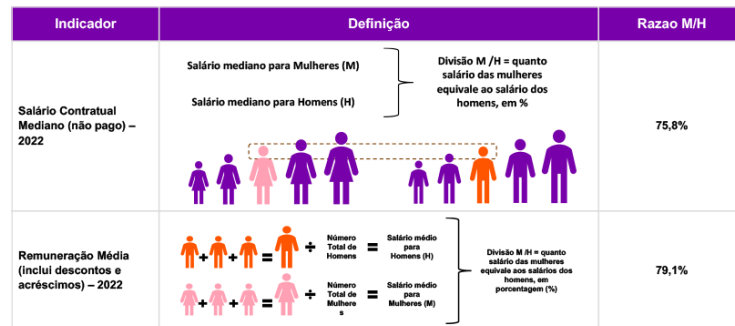 Indicador
Definição
Razao M/H
Salário Contratual
Mediano (não pago) –
2022
Salário mediano para Mulheres (M)
Salário mediano para Homens (H)
Divisão M /H = quanto
salário das mulheres
equivale ao salário dos
homens, em %
75,8%
Remuneração Média
(inclui descontos e
acréscimos) – 2022
+ + = ÷
Número
Total de
Homens
=
Salário médio
para
Homens (H)
+ + = ÷
Número
Total de
Mulhere
s
=
Salário médio
para
Mulheres (M)
Divisão M /H = quanto
salário das mulheres
equivale aos salários dos
homens, em
porcentagem (%)
79,1%